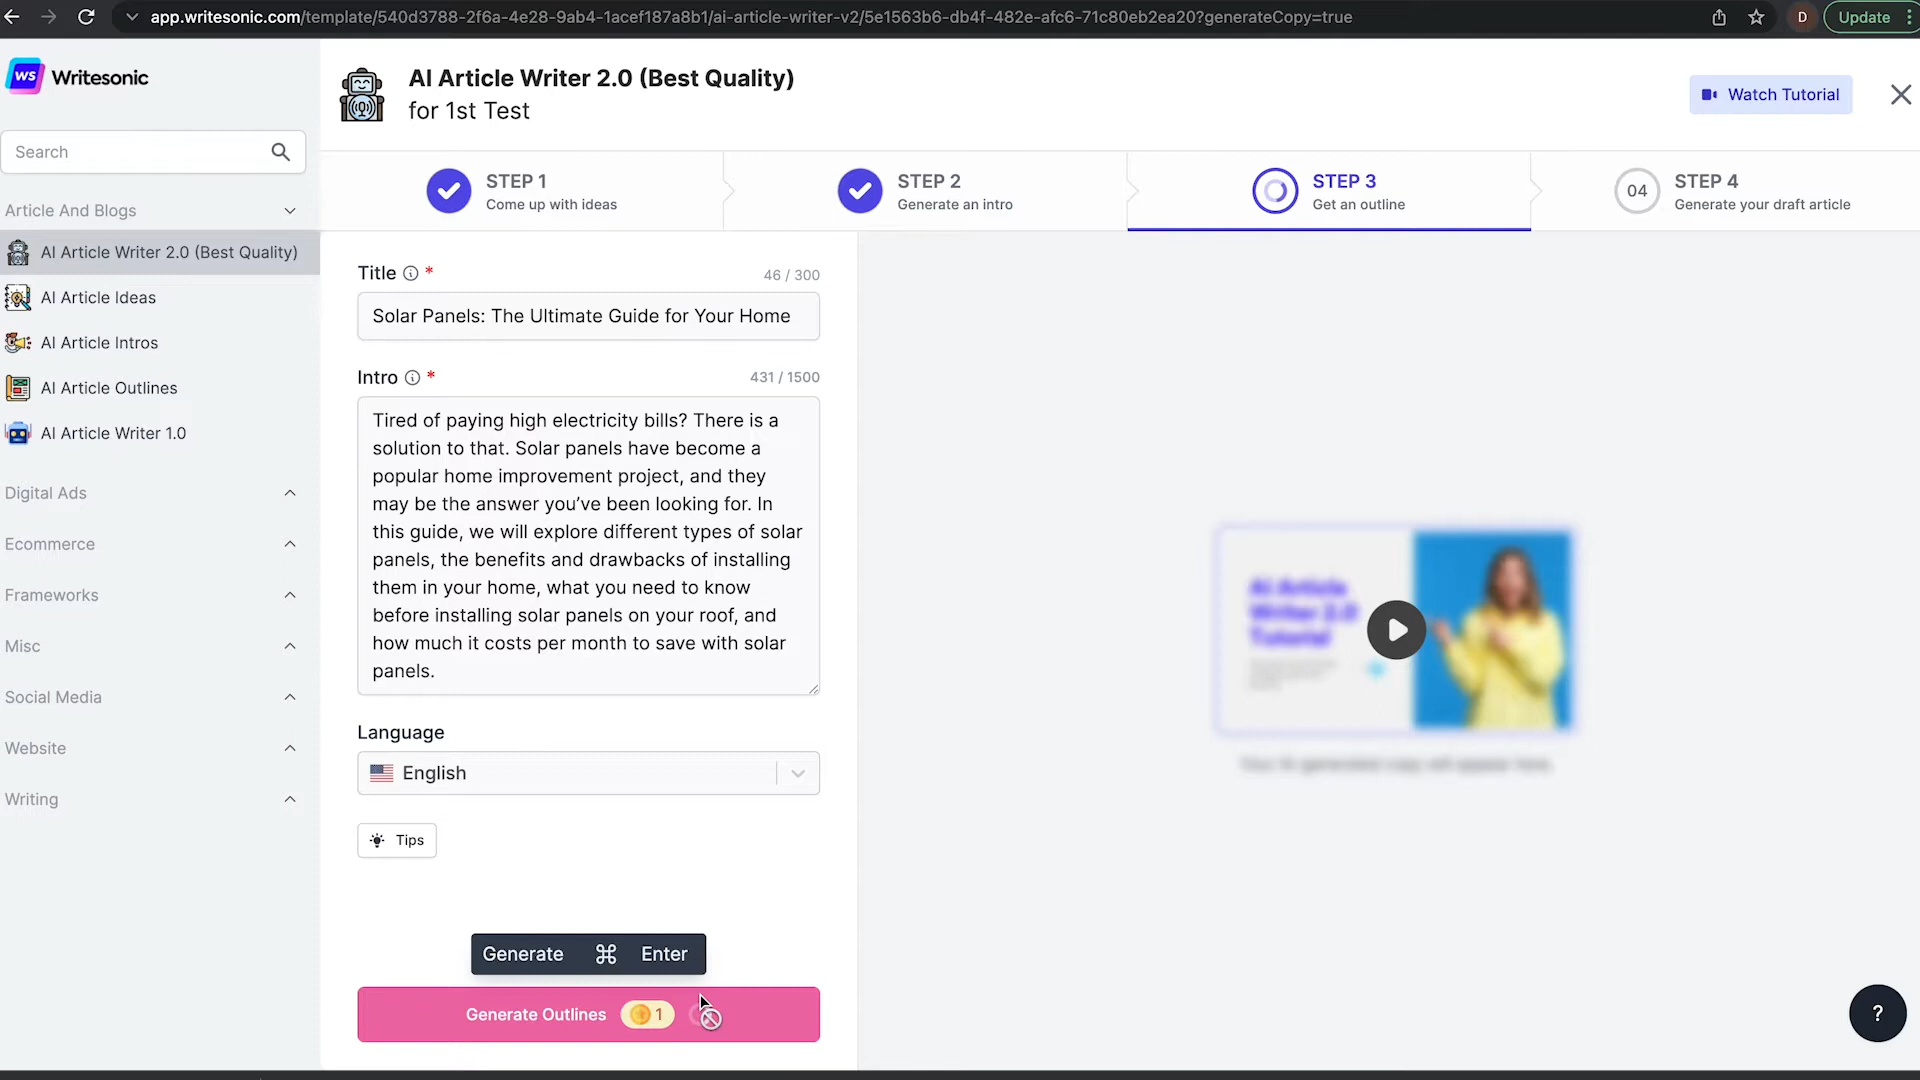 app.writesonic.com/template/540d3788-2f6a-4e28-9ab4-1acef187a8b1/ai-article-writer-v2/5e1563b6-db4f-482e-afc6-71c80eb2ea20?generateCopy=true
D
Update
WS
Writesonic
AI Article Writer 2.0 (Best Quality)
for 1st Test
Watch Tutorial
Search
STEP 1
Come up with ideas
STEP 2
Generate an intro
STEP 3
Get an outline
04
STEP 4
Generate your draft article
Article And Blogs
AI Article Writer 2.0 (Best Quality)
AI Article Ideas
AI Article Intros
AI Article Outlines
AI Article Writer 1.0
Digital Ads
Ecommerce
Frameworks
Misc
Social Media
Website
Writing
Title *
46 / 300
Solar Panels: The Ultimate Guide for Your Home
Intro *
431 / 1500
Tired of paying high electricity bills? There is a
solution to that. Solar panels have become a
popular home improvement project, and they
may be the answer you've been looking for. In
this guide, we will explore different types of solar
panels, the benefits and drawbacks of installing
them in your home, what you need to know
before installing solar panels on your roof, and
how much it costs per month to save with solar
panels.
Language
English
Tips
Generate ⌘ Enter
Generate Outlines 1
AI Article
Writer 2.0
Tutorial
Your AI generated copy will appear here.
?